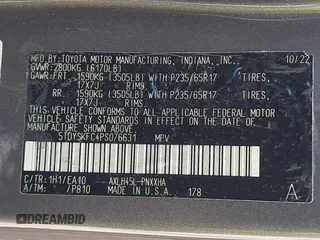 MFD.BY:TOYOTA MOTOR MANUFACTURING, INDIANA, INC. 10/22
GVWR: 2800KG (6170LB)
GAWR:FRT 1590KG (3505LB) WITH P235/65R17 TIRES,
17X7J RIMS,
RR 1590KG (3505LB) WITH P235/65R17 TIRES,
17X7J RIMS,
THIS VEHICLE CONFORMS TO ALL APPLICABLE FEDERAL MOTOR
VEHICLE SAFETY STANDARDS IN EFFECT ON THE DATE OF
MANUFACTURE SHOWN ABOVE.
5TDYSKFC4PS076631 MPV
C/TR: 1H1/EA10 AXLH45L-PNXXHA
A/TM: /P810 MADE IN U.S.A. 178 A
DREAMBID